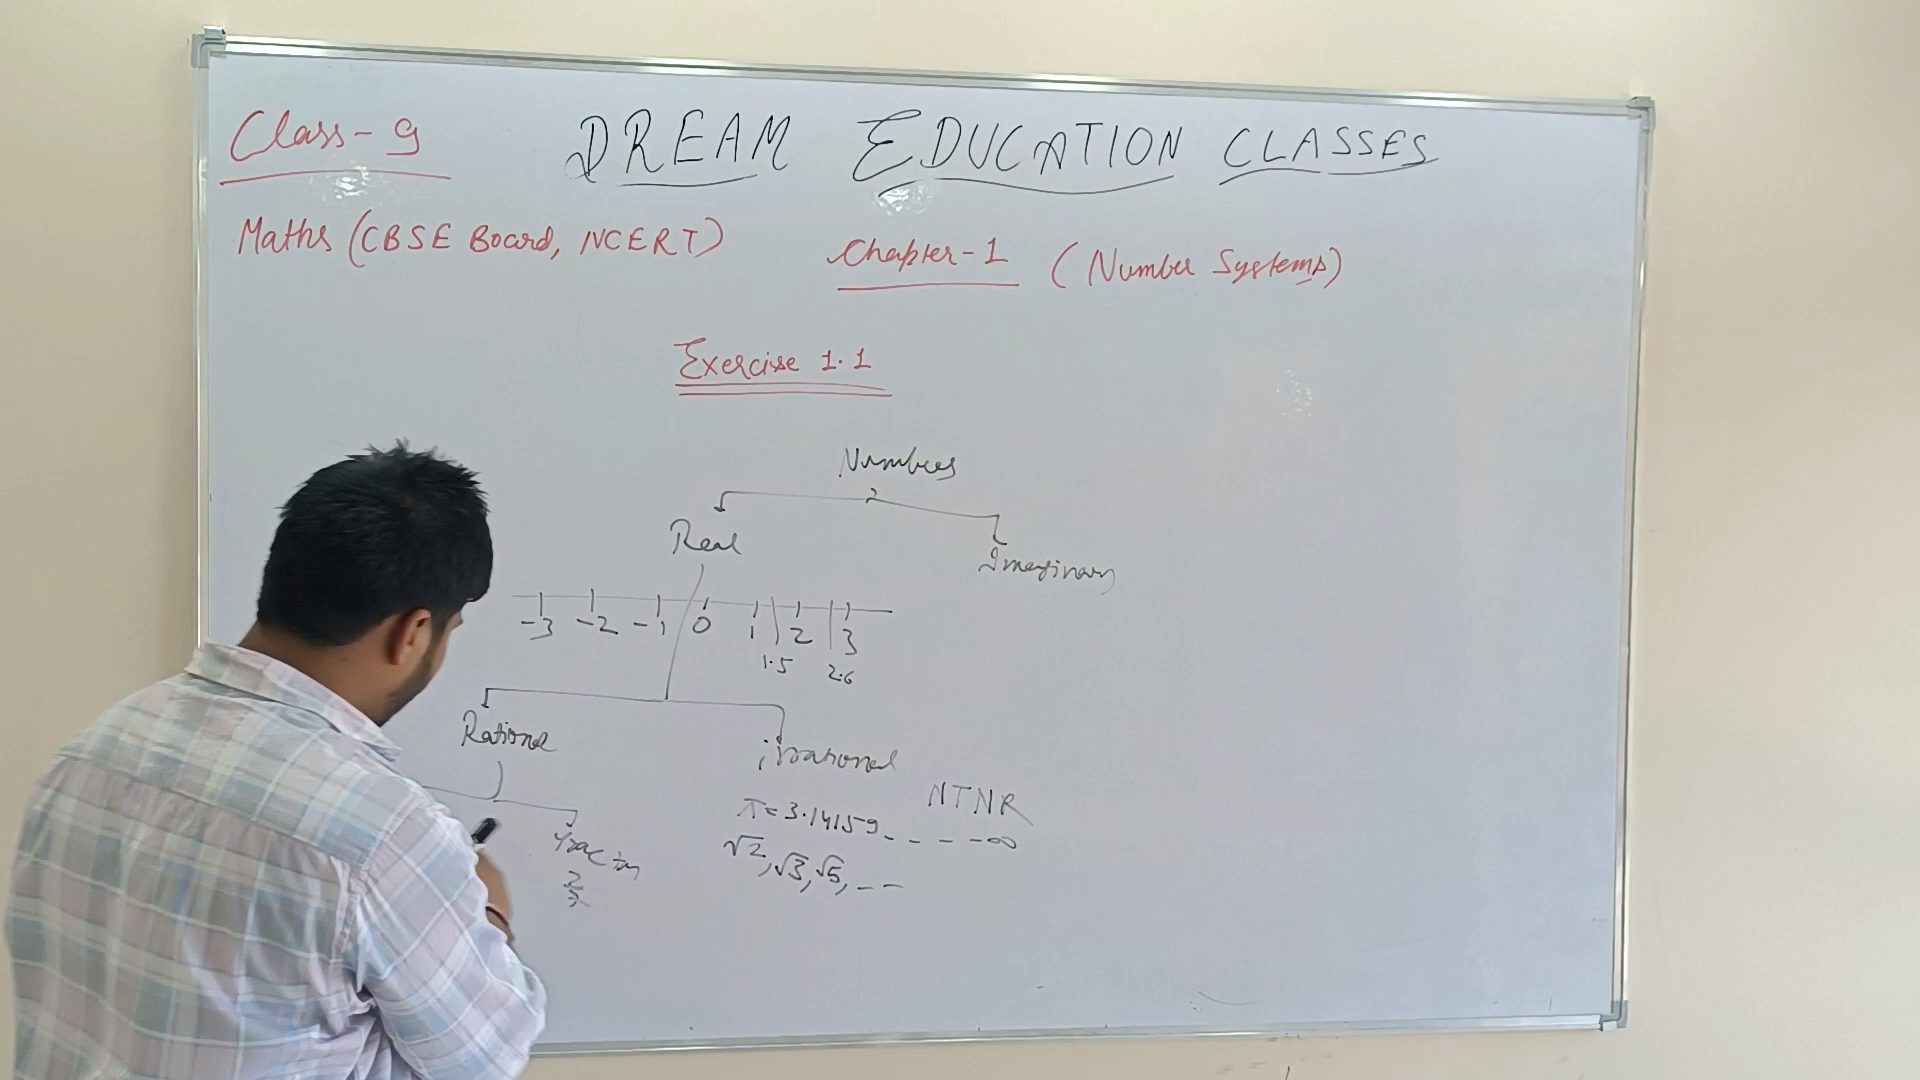 Class-9
DREAM EDUCATION CLASSES
Maths (CBSE Board, NCERT)
Chapter-1 (Number Systems)
Exercise 1.1
Numbers
Real
Imaginary
-3 -2 -1 0 1 2 3
1.5 2.6
Rational
irrational
NTNR
π=3.14159- - - -∞
√2, √3, √5, - -
fraction